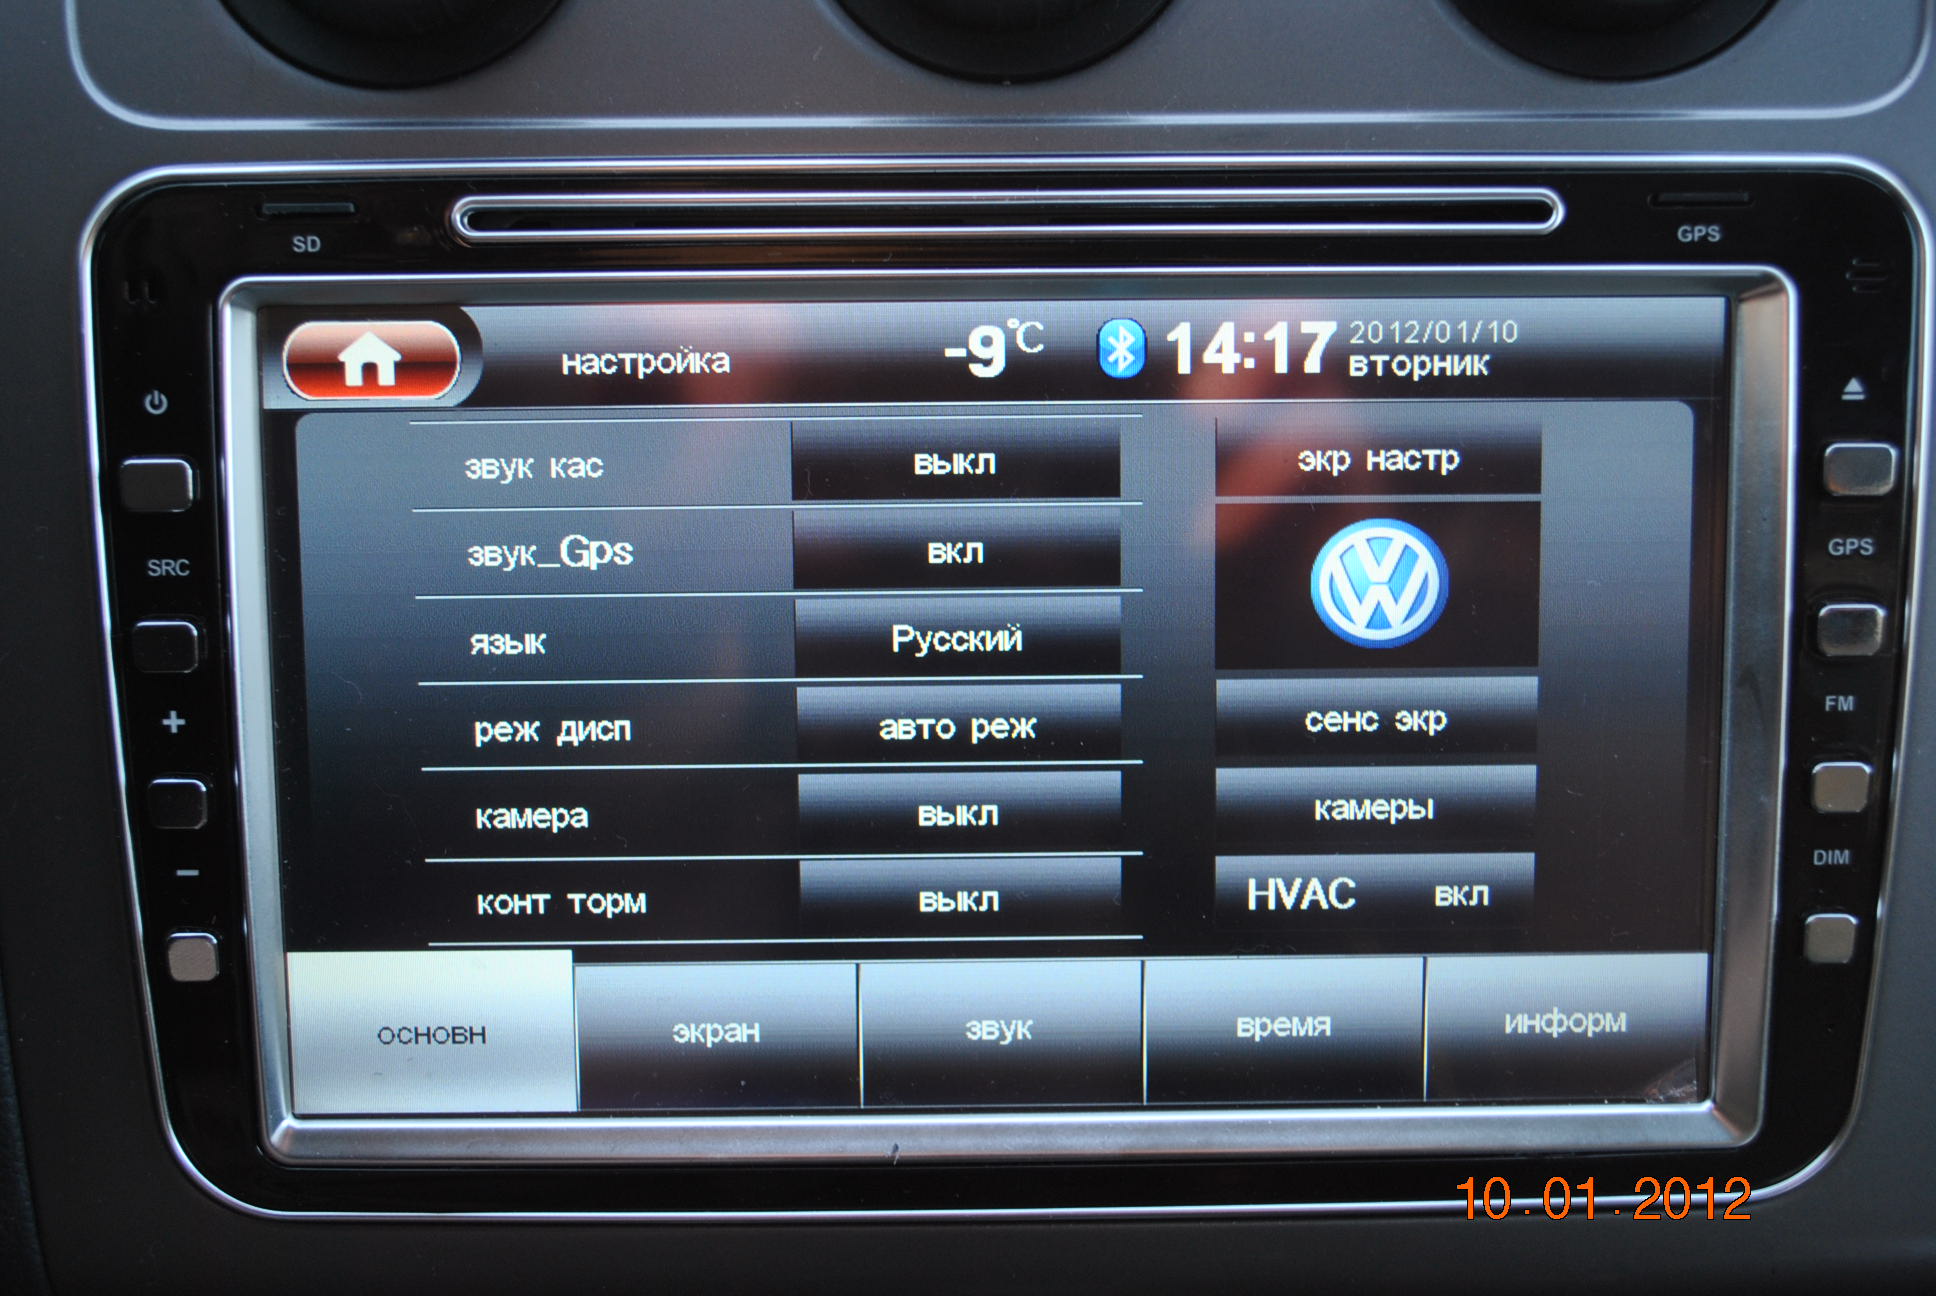 SD
GPS
настройка
-9°C
14:17
2012/01/10
вторник
звук кас
выкл
экр настр
звук_Gps
вкл
язык
Русский
реж дисп
авто реж
сенс экр
камера
выкл
камеры
конт торм
выкл
HVAC вкл
основн
экран
звук
время
информ
SRC
+
-
GPS
FM
DIM
10.01.2012